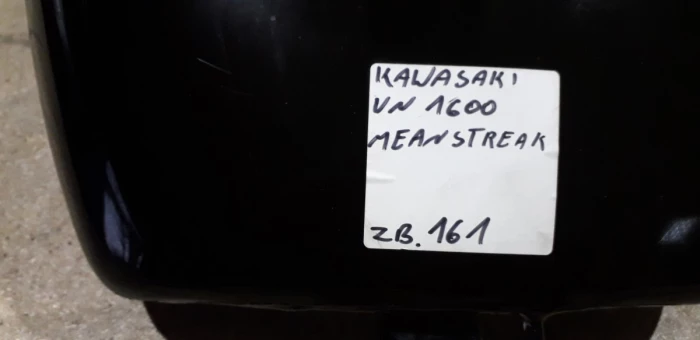 KAWASAKI
VN 1600
MEANSTREAK
ZB. 161